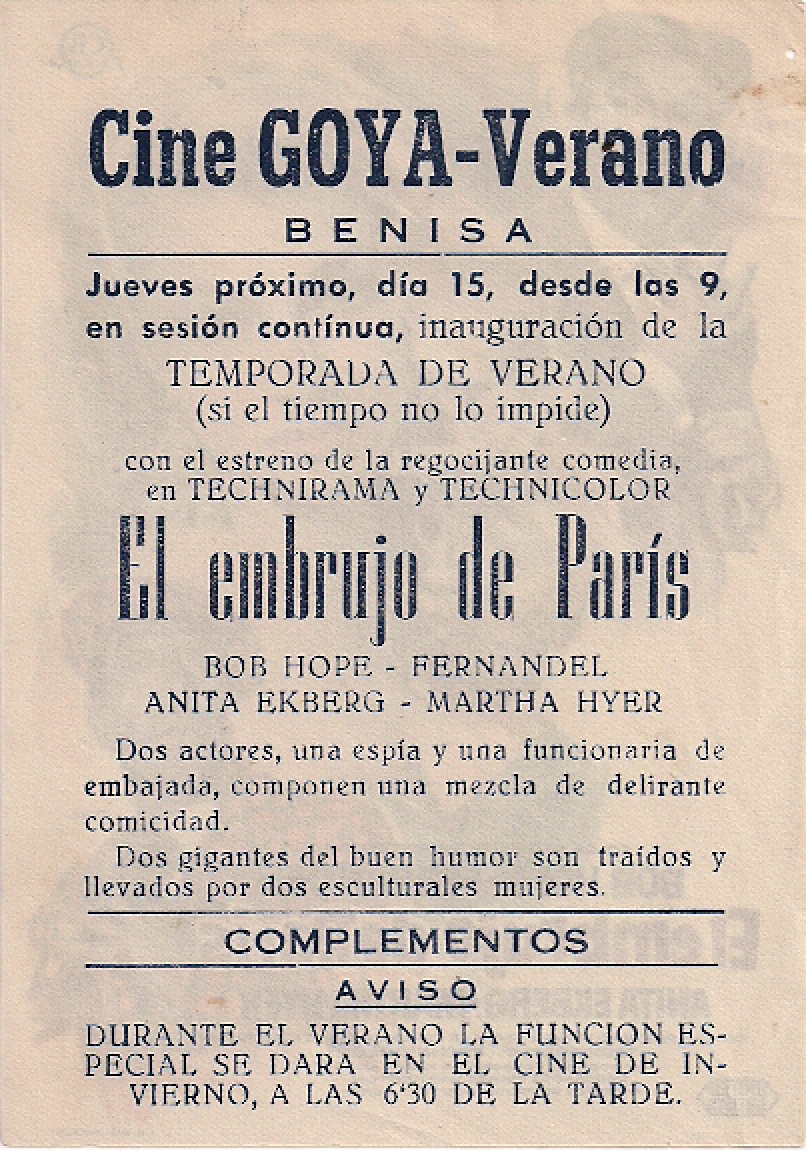 Cine GOYA-Verano
BENISA
Jueves próximo, día 15, desde las 9,
en sesión contínua, inauguración de la
TEMPORADA DE VERANO
(si el tiempo no lo impide)
con el estreno de la regocijante comedia,
en TECHNIRAMA y TECHNICOLOR
El embrujo de París
BOB HOPE - FERNANDEL
ANITA EKBERG - MARTHA HYER
Dos actores, una espía y una funcionaria de
embajada, componen una mezcla de delirante
comicidad.
Dos gigantes del buen humor son traídos y
llevados por dos esculturales mujeres.
COMPLEMENTOS
AVISO
DURANTE EL VERANO LA FUNCION ES-
PECIAL SE DARA EN EL CINE DE IN-
VIERNO, A LAS 6'30 DE LA TARDE.